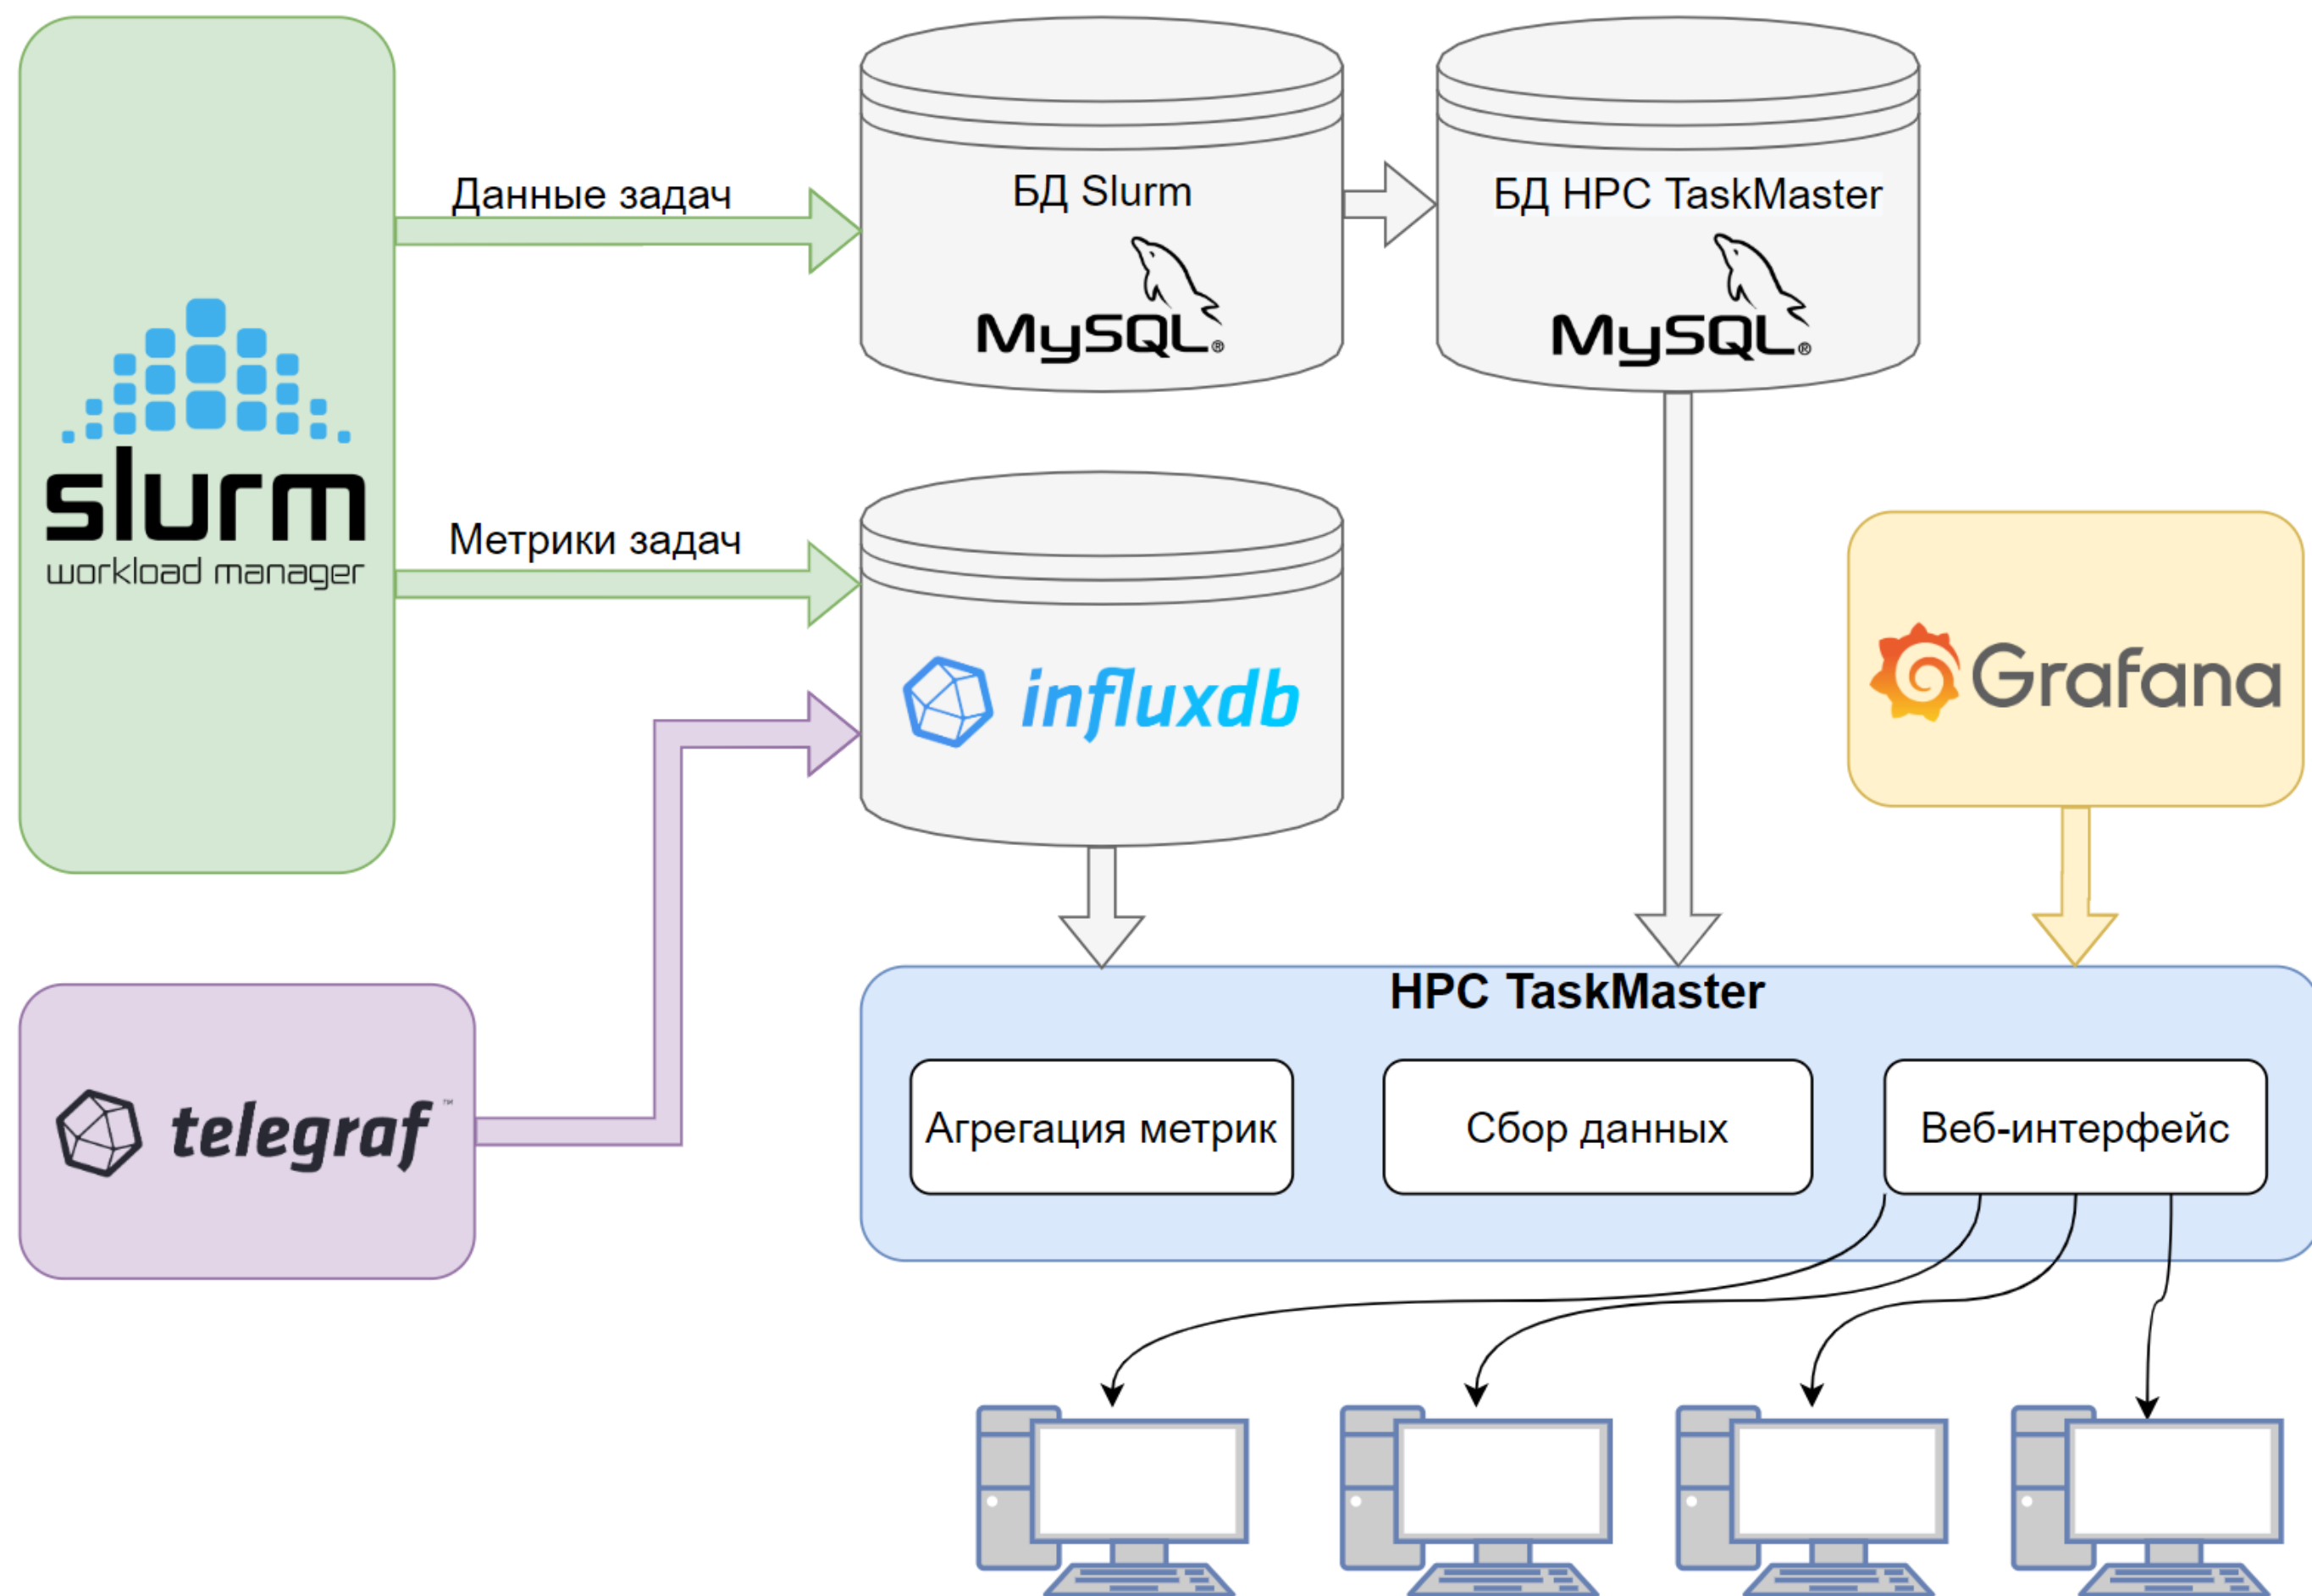 Данные задач
БД Slurm
MySQL®
БД HPC TaskMaster
MySQL®
slurm
workload manager
Метрики задач
influxdb
Grafana
telegraf™
HPC TaskMaster
Агрегация метрик
Сбор данных
Веб-интерфейс